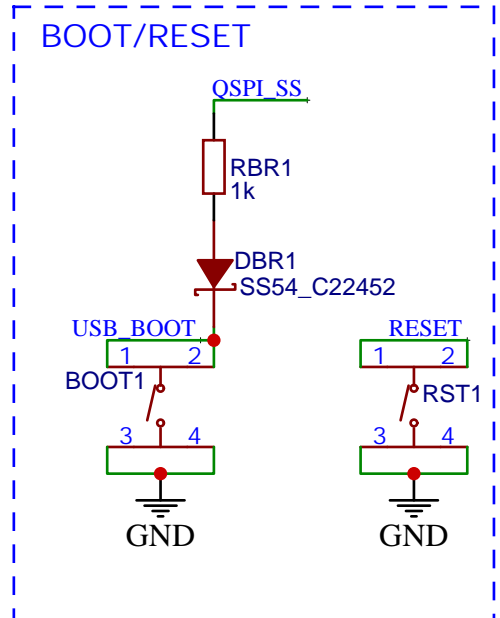 BOOT/RESET
QSPI_SS
RBR1
1k
DBR1
SS54_C22452
USB_BOOT
RESET
1 2
1 2
BOOT1
RST1
3 4
3 4
GND
GND